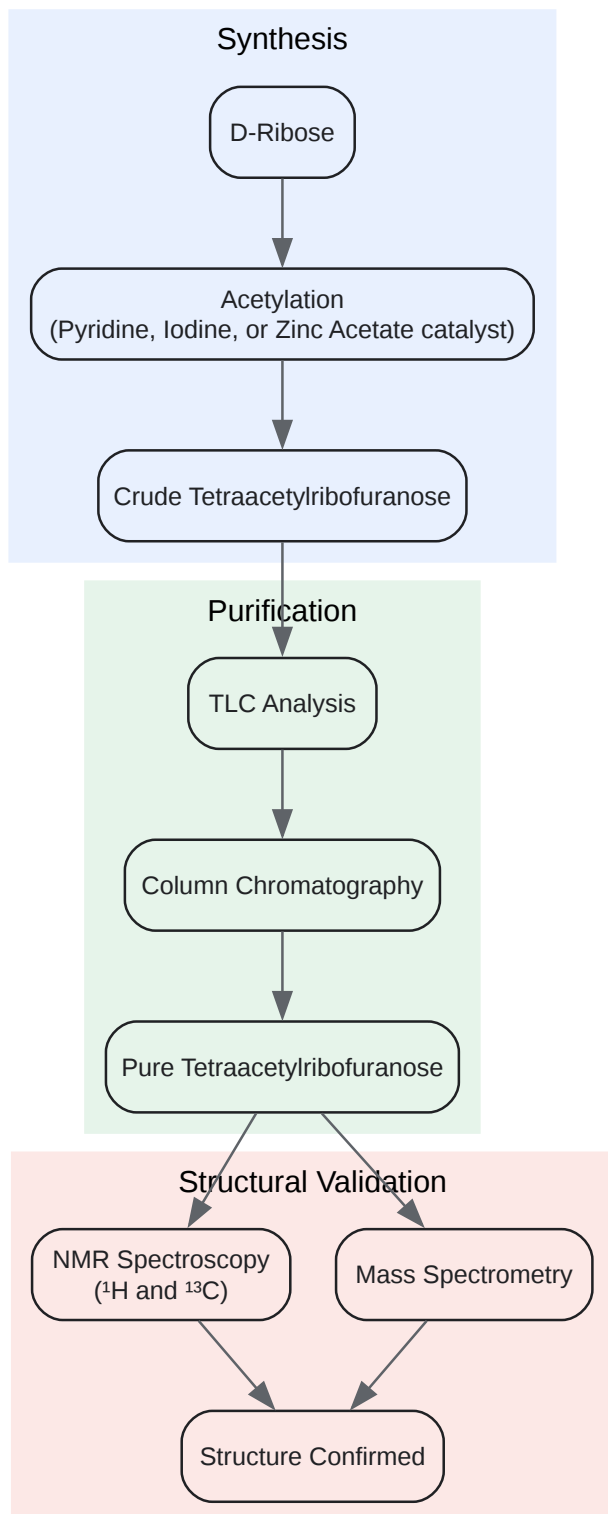 Synthesis
D-Ribose
Acetylation
(Pyridine, Iodine, or Zinc Acetate catalyst)
Crude Tetraacetylribofuranose
Purification
TLC Analysis
Column Chromatography
Pure Tetraacetylribofuranose
Structural Validation
NMR Spectroscopy
(¹H and ¹³C)
Mass Spectrometry
Structure Confirmed